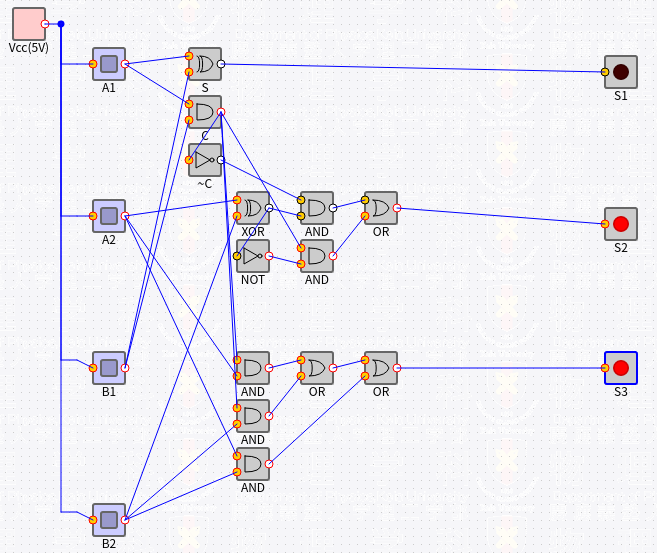 Vcc(5V)
A1
S
S1
C
~C
A2
XOR
AND
OR
S2
NOT
AND
B1
AND
OR
OR
S3
AND
AND
B2